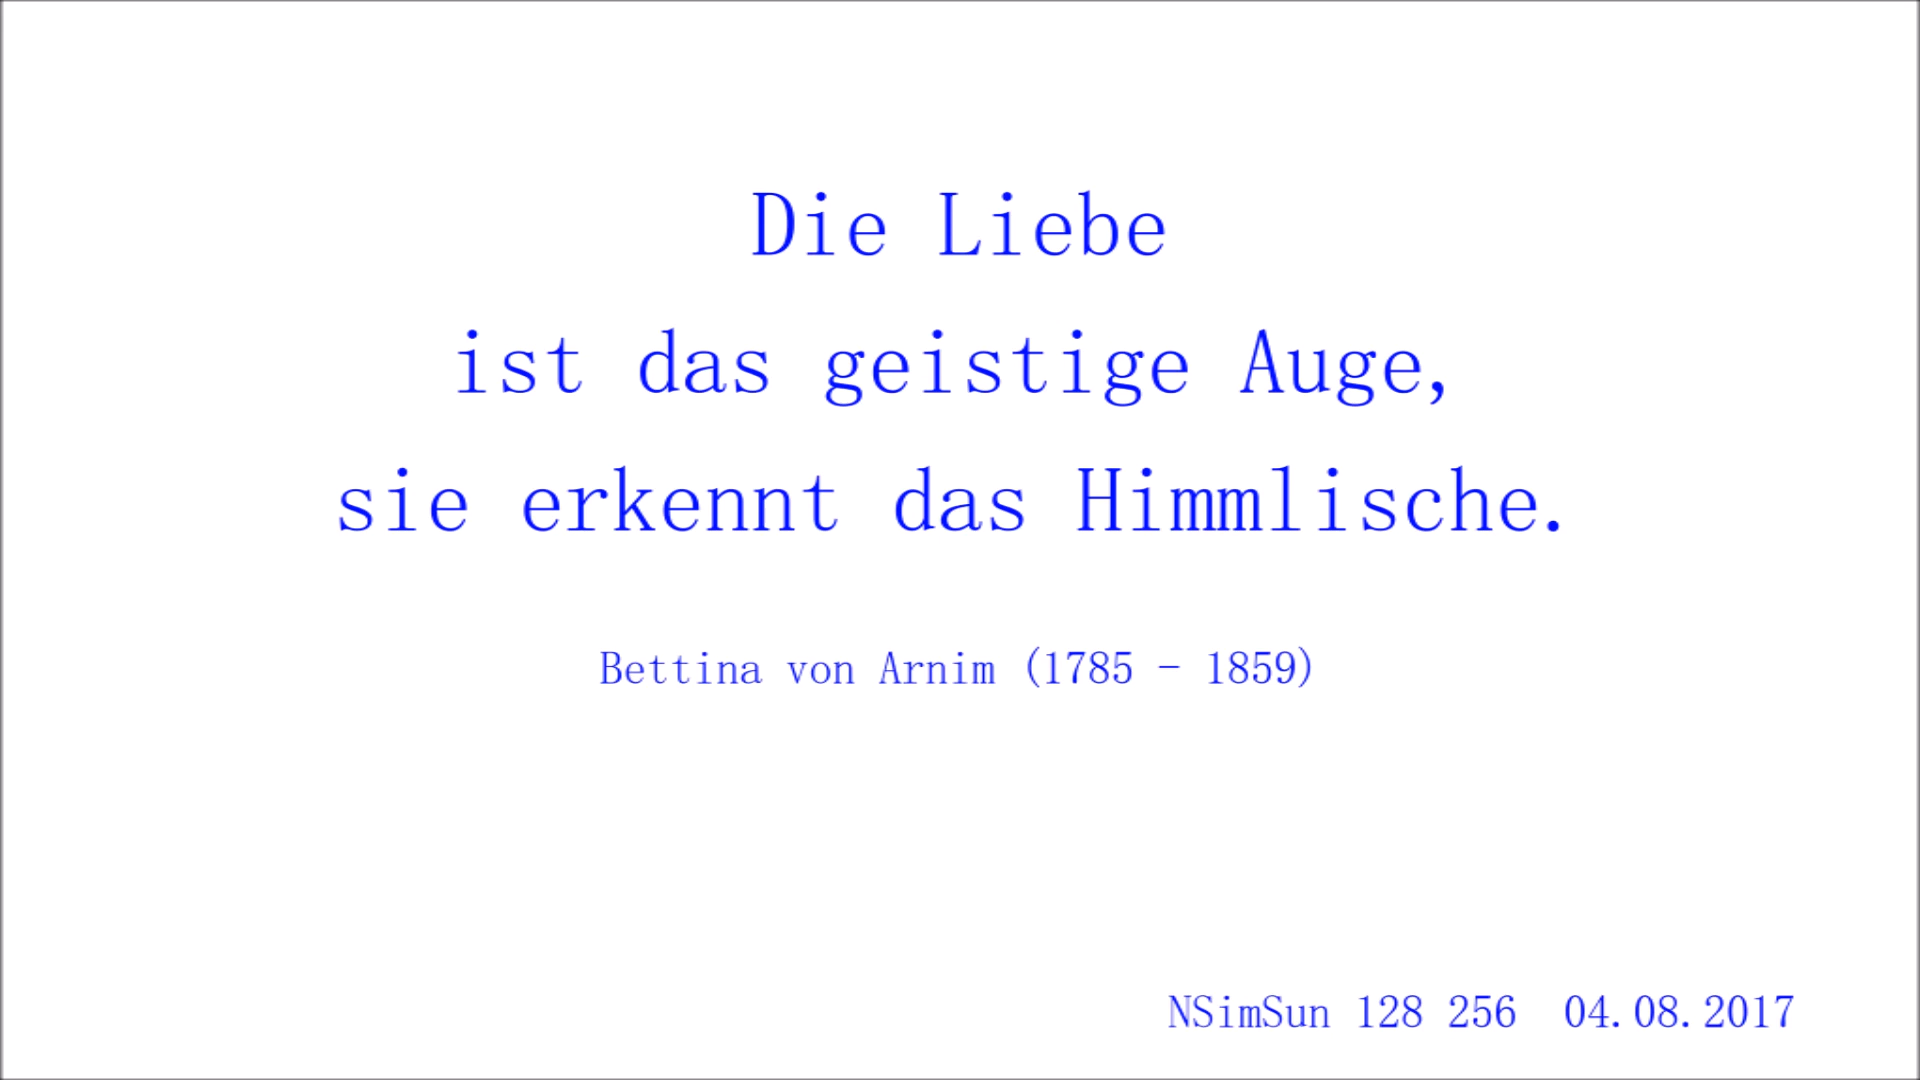 Die Liebe
ist das geistige Auge,
sie erkennt das Himmlische.
Bettina von Arnim (1785 - 1859)
NSimSun 128 256  04.08.2017